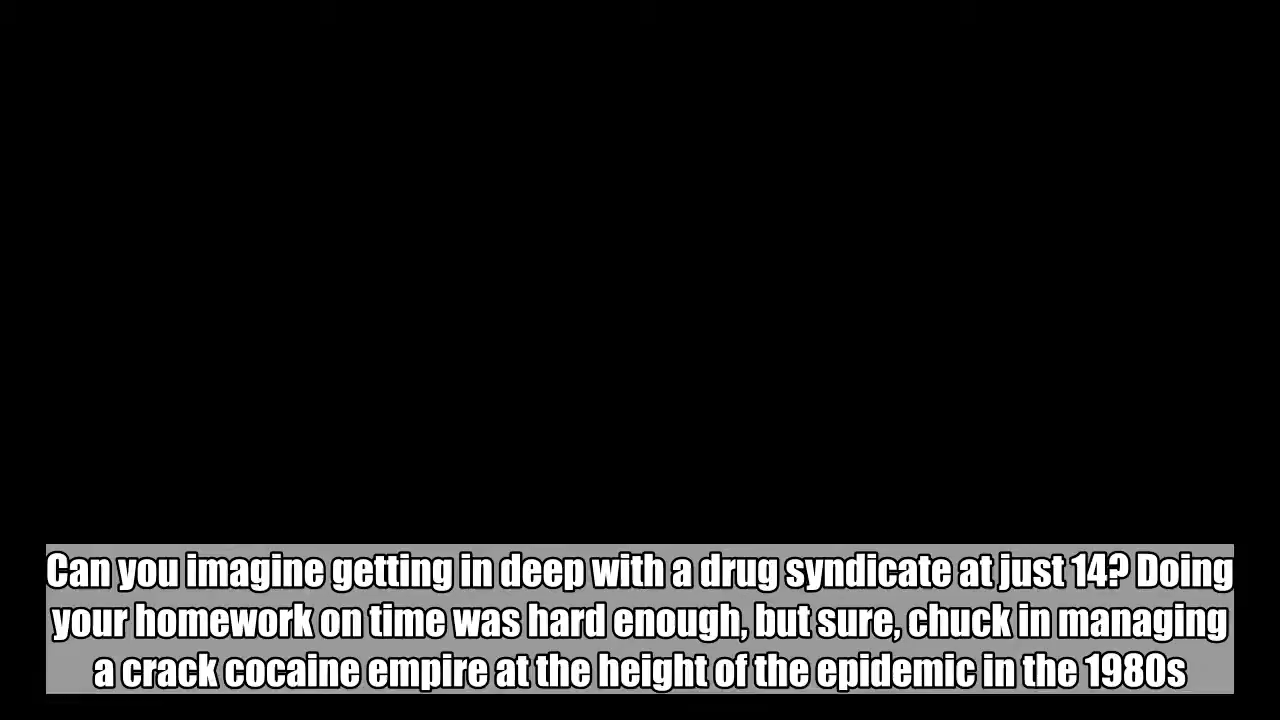 Can you imagine getting in deep with a drug syndicate at just 14? Doing
your homework on time was hard enough, but sure, chuck in managing
a crack cocaine empire at the height of the epidemic in the 1980s